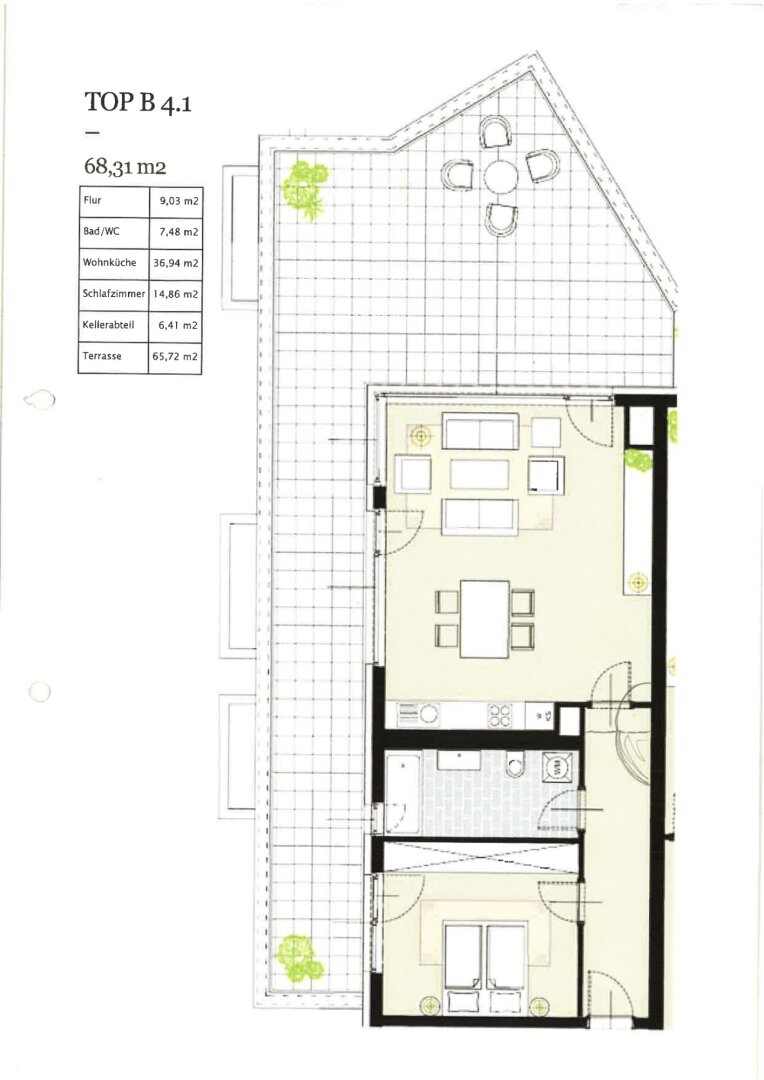 TOP B 4.1
–
68,31 m2
Flur 9,03 m2
Bad/WC 7,48 m2
Wohnküche 36,94 m2
Schlafzimmer 14,86 m2
Kellerabteil 6,41 m2
Terrasse 65,72 m2
KS
WM